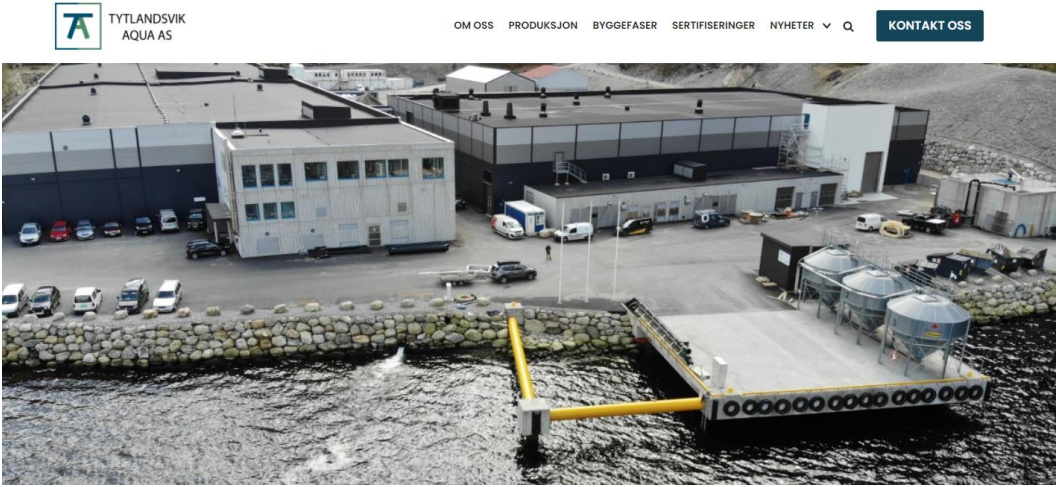 TYTLANDSVIK
AQUA AS
OM OSS PRODUKSJON BYGGEFASER SERTIFISERINGER NYHETER KONTAKT OSS